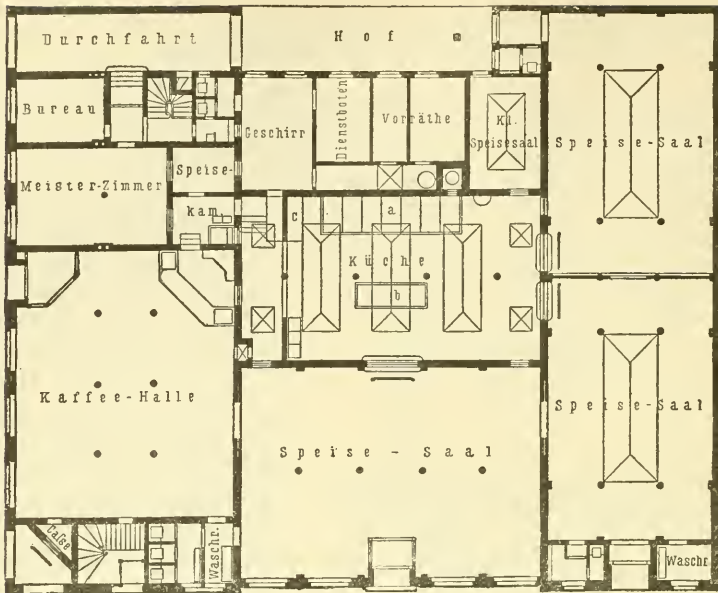 Durchfahrt
Hof
Bureau
Z
Geschirr
Dienstboten
Vorräthe
Kl.
Speisesaal
Speise-Saal
Meister-Zimmer
Speise-
kam.
c
a
Küche
b
Kaffee-Halle
Speise-Saal
Speise-Saal
Casse
Waschr.
Waschr.